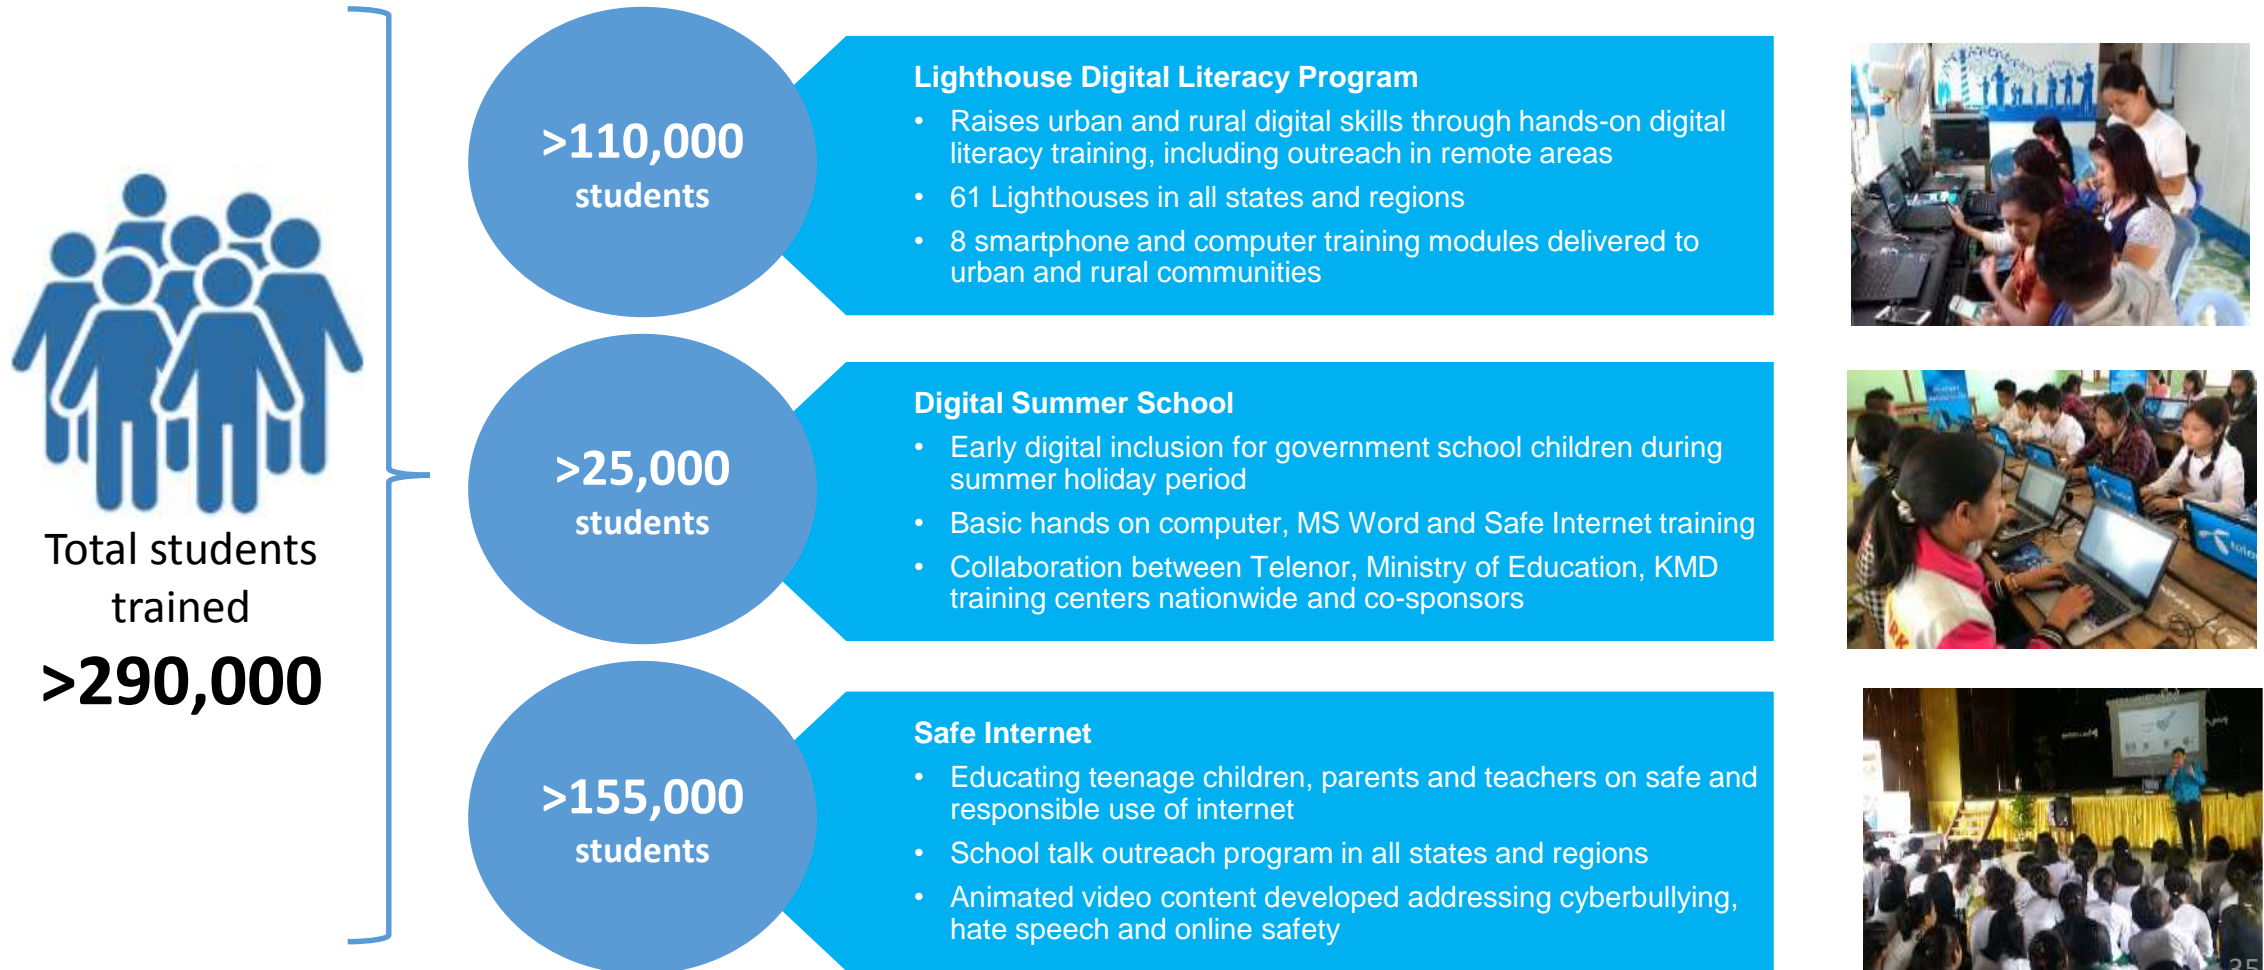 Total students
trained
>290,000
>110,000
students
Lighthouse Digital Literacy Program
• Raises urban and rural digital skills through hands-on digital
literacy training, including outreach in remote areas
• 61 Lighthouses in all states and regions
• 8 smartphone and computer training modules delivered to
urban and rural communities
>25,000
students
Digital Summer School
• Early digital inclusion for government school children during
summer holiday period
• Basic hands on computer, MS Word and Safe Internet training
• Collaboration between Telenor, Ministry of Education, KMD
training centers nationwide and co-sponsors
>155,000
students
Safe Internet
• Educating teenage children, parents and teachers on safe and
responsible use of internet
• School talk outreach program in all states and regions
• Animated video content developed addressing cyberbullying,
hate speech and online safety
35